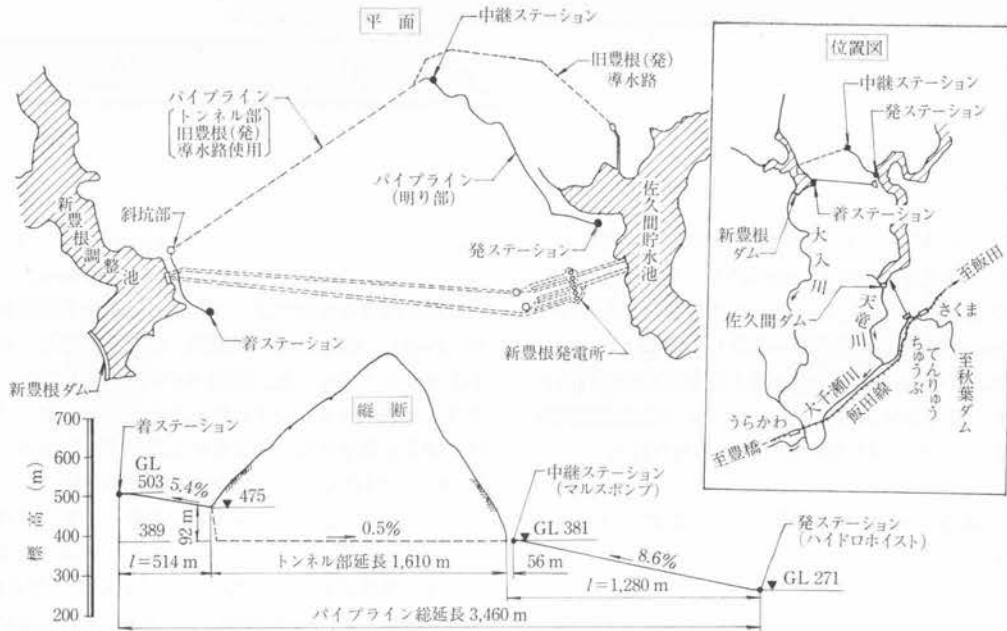 平面
中継ステーション
旧豊根(発)
導水路
パイプライン
トンネル部
旧豊根(発)
導水路使用
パイプライン
(明り部)
佐久間貯水池
新豊根調整池
斜坑部
発ステーション
着ステーション
新豊根発電所
新豊根ダム
位置図
中継ステーション
発ステーション
着ステーション
新豊根
ダム
大入川
至飯田
天竜川
佐久間ダム
さくま
ちゅうぶ
てんりゅう
至秋葉ダム
大千瀬川
飯田線
うらかわ
至豊橋
縦断
標高(m)
700
600
500
400
300
200
着ステーション
GL
503
5.4%
475
389
92m
0.5%
中継ステーション
(マルスポンプ)
GL 381
発ステーション
(ハイドロホイスト)
8.6%
GL 271
l=514m
トンネル部延長1,610m
56m
l=1,280m
パイプライン総延長3,460m